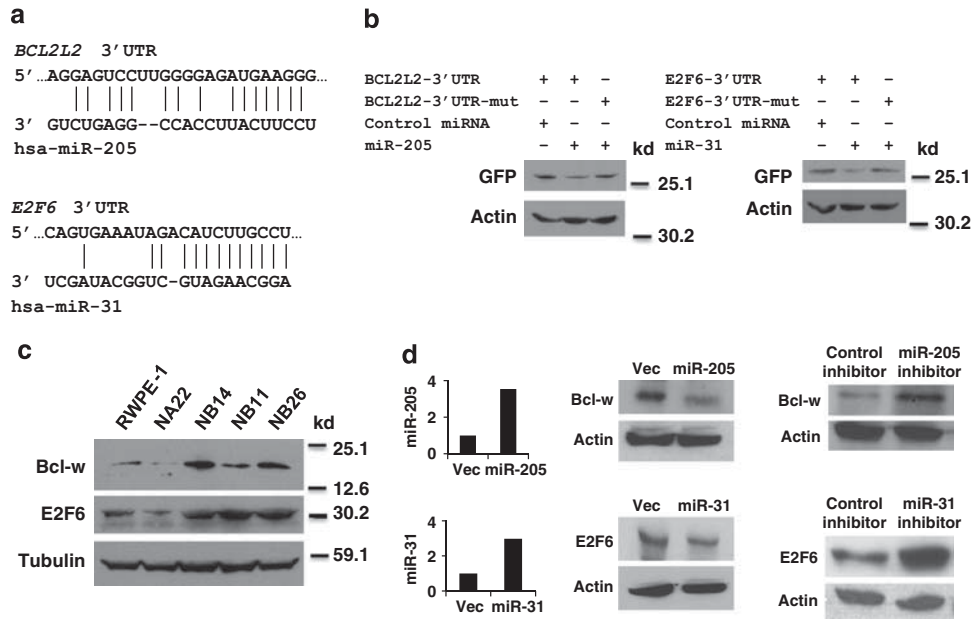 a
BCL2L2 3′UTR
5′ …AGGAGUCCUUGGGGAGAUGAAGGG…
3′ GUCUGAGG--CCACCUUACUUCCU
hsa-miR-205
E2F6 3′UTR
5′ …CAGUGAAAUAGACAUCUUGCCU…
3′ UCGAUACGGUC-GUAGAACGGA
hsa-miR-31
b
BCL2L2-3′UTR + + –
BCL2L2-3′UTR-mut – – +
Control miRNA + – –
miR-205 – + +
kd
GFP
25.1
Actin
30.2
E2F6-3′UTR + + –
E2F6-3′UTR-mut – – +
Control miRNA + – –
miR-31 – + +
kd
GFP
25.1
Actin
30.2
c
RWPE-1 NA22 NB14 NB11 NB26
kd
25.1
Bcl-w
12.6
E2F6
30.2
59.1
Tubulin
d
miR-205
4
2
0
Vec miR-205
Vec miR-205
Bcl-w
Actin
Control inhibitor
miR-205 inhibitor
Bcl-w
Actin
miR-31
4
2
0
Vec miR-31
Vec miR-31
E2F6
Actin
Control inhibitor
miR-31 inhibitor
E2F6
Actin